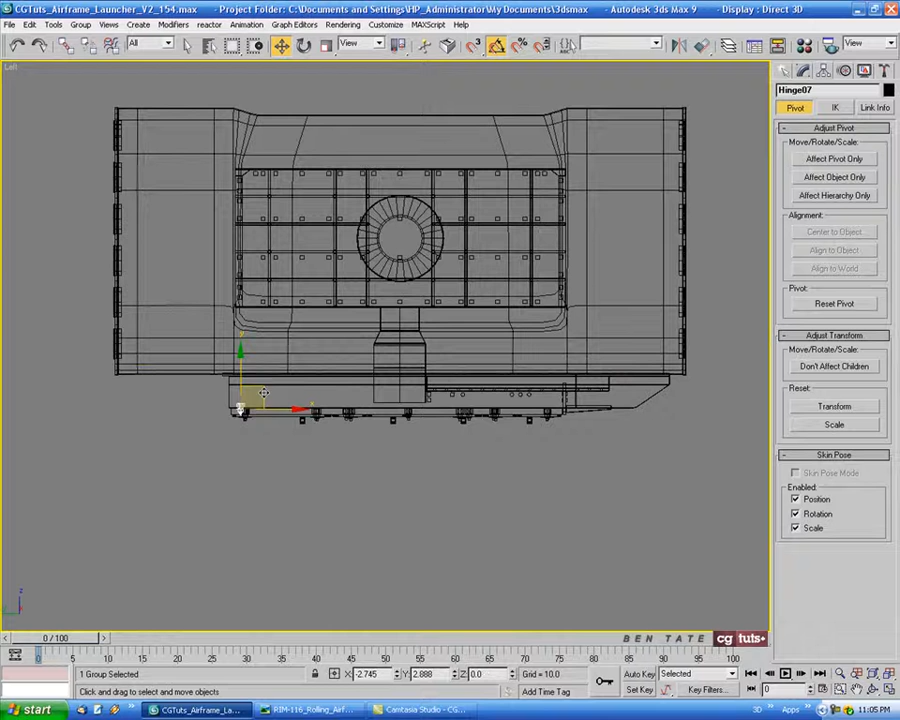 CGTuts_Airframe_Launcher_V2_154.max - Project Folder: C:\Documents and Settings\HP_Administrator\My Documents\3dsmax - Autodesk 3ds Max 9 - Display : Direct 3D
File Edit Tools Group Views Create Modifiers reactor Animation Graph Editors Rendering Customize MAXScript Help
All View View
Left
Hinge07
Pivot IK Link Info
- Adjust Pivot
Move/Rotate/Scale:
Affect Pivot Only
Affect Object Only
Affect Hierarchy Only
Alignment:
Center to Object
Align to Object
Align to World
Pivot:
Reset Pivot
- Adjust Transform
Move/Rotate/Scale:
Don't Affect Children
Reset:
Transform
Scale
- Skin Pose
Skin Pose Mode
Enabled:
Position
Rotation
Scale
z
x
0 / 100
BEN TATE cg tuts+
0 5 10 15 20 25 30 35 40 45 50 55 60 65 70 75 80 85 90 95 100
1 Group Selected X: -2.745 Y: 2.888 Z: 0.0 Grid = 10.0 Auto Key Selected
Click and drag to select and move objects Add Time Tag Set Key Key Filters... 0
start CGTuts_Airframe_La... RIM-116_Rolling_Airf... Camtasia Studio - CG... 3D Apps 11:05 PM